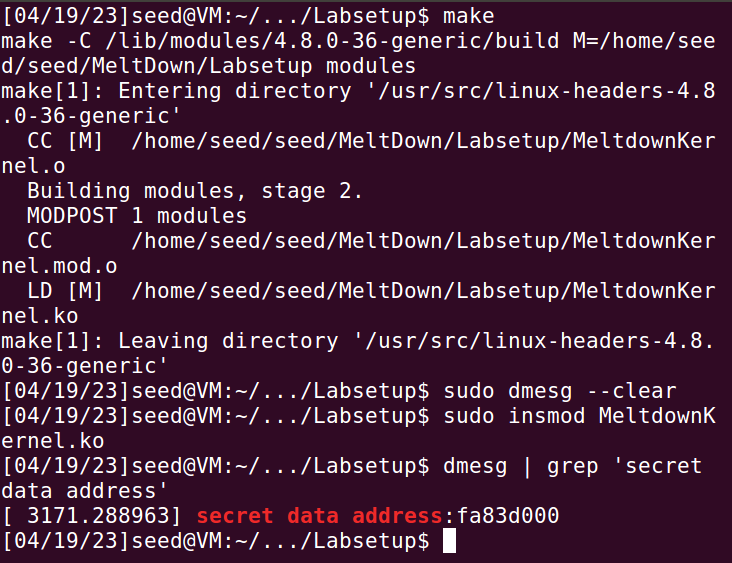 [04/19/23]seed@VM:~/.../Labsetup$ make
make -C /lib/modules/4.8.0-36-generic/build M=/home/see
d/seed/MeltDown/Labsetup modules
make[1]: Entering directory '/usr/src/linux-headers-4.8
.0-36-generic'
  CC [M]  /home/seed/seed/MeltDown/Labsetup/MeltdownKer
nel.o
  Building modules, stage 2.
  MODPOST 1 modules
  CC      /home/seed/seed/MeltDown/Labsetup/MeltdownKer
nel.mod.o
  LD [M]  /home/seed/seed/MeltDown/Labsetup/MeltdownKer
nel.ko
make[1]: Leaving directory '/usr/src/linux-headers-4.8.
0-36-generic'
[04/19/23]seed@VM:~/.../Labsetup$ sudo dmesg --clear
[04/19/23]seed@VM:~/.../Labsetup$ sudo insmod MeltdownK
ernel.ko
[04/19/23]seed@VM:~/.../Labsetup$ dmesg | grep 'secret 
data address'
[ 3171.288963] secret data address:fa83d000
[04/19/23]seed@VM:~/.../Labsetup$